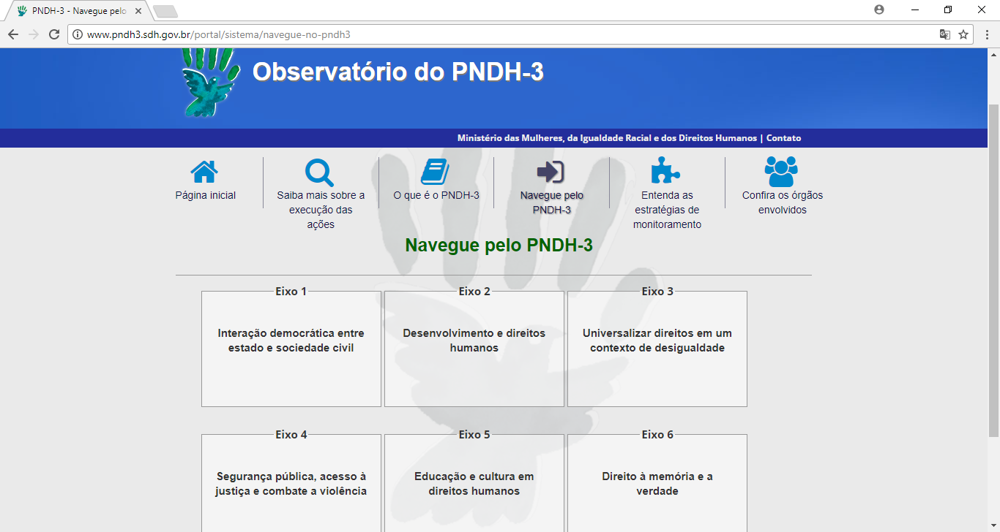 PNDH-3 - Navegue pelo
www.pndh3.sdh.gov.br/portal/sistema/navegue-no-pndh3
Observatório do PNDH-3
Ministério das Mulheres, da Igualdade Racial e dos Direitos Humanos | Contato
Página inicial
Saiba mais sobre a
execução das
ações
O que é o PNDH-3
Navegue pelo
PNDH-3
Entenda as
estratégias de
monitoramento
Confira os órgãos
envolvidos
Navegue pelo PNDH-3
Eixo 1
Interação democrática entre
estado e sociedade civil
Eixo 2
Desenvolvimento e direitos
humanos
Eixo 3
Universalizar direitos em um
contexto de desigualdade
Eixo 4
Segurança pública, acesso à
justiça e combate a violência
Eixo 5
Educação e cultura em
direitos humanos
Eixo 6
Direito à memória e a
verdade